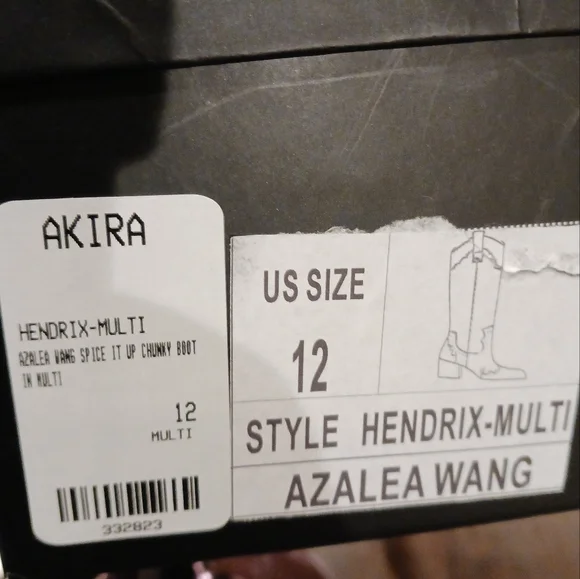 AKIRA
HENDRIX-MULTI
AZALEA WANG SPICE IT UP CHUNKY BOOT
IN MULTI
12
MULTI
332823
US SIZE
12
STYLE HENDRIX-MULTI
AZALEA WANG